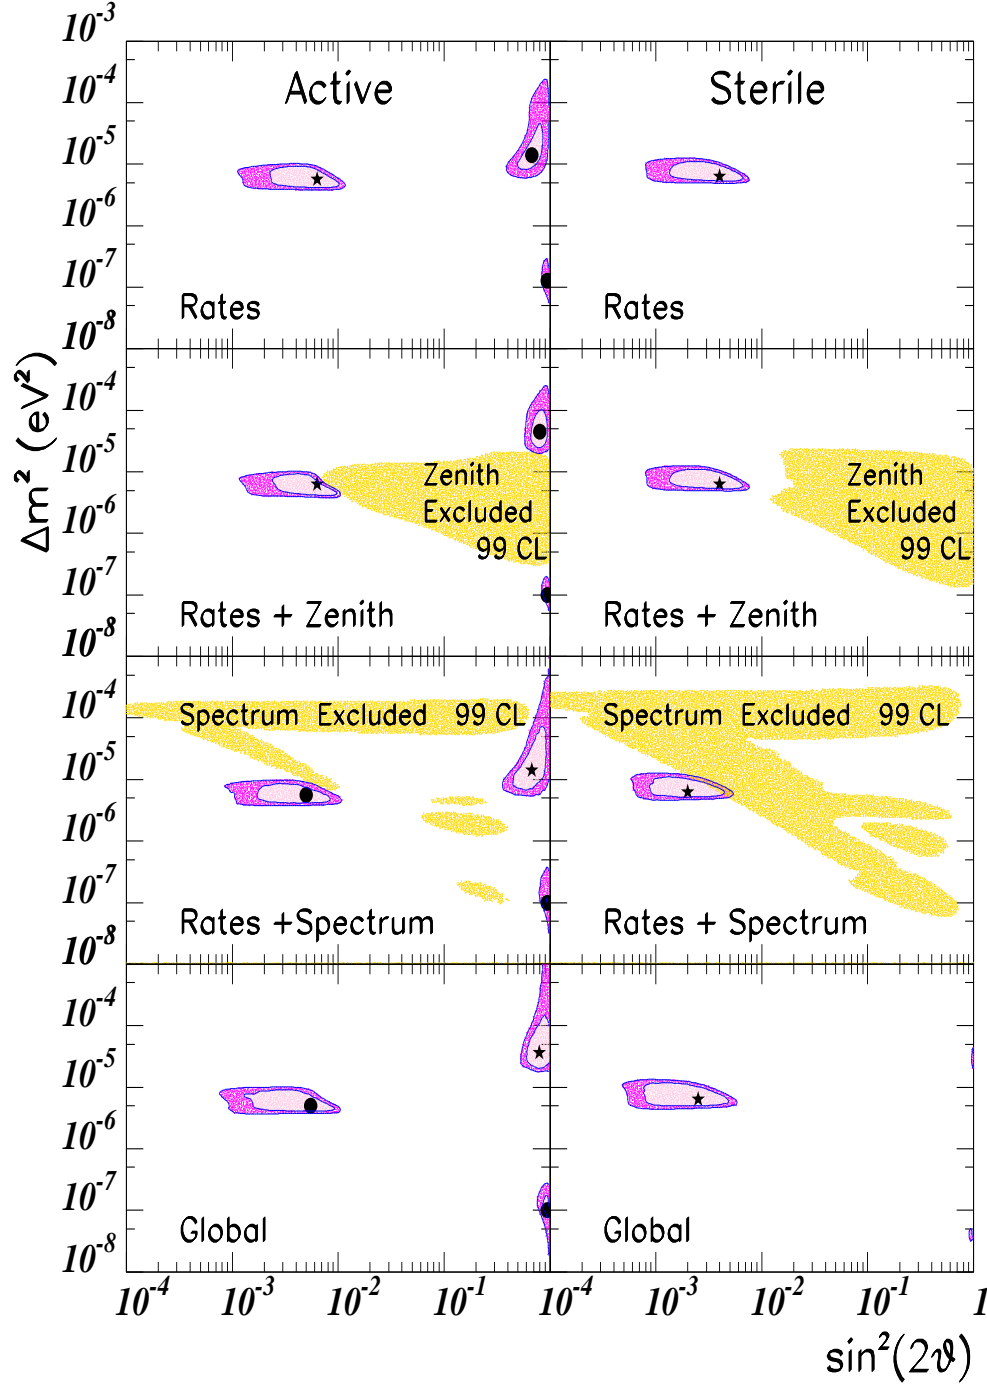 10⁻³
Active
Sterile
10⁻⁴
10⁻⁵
10⁻⁶
10⁻⁷
Rates
Rates
10⁻⁸
Δm² (eV²)
10⁻⁴
10⁻⁵
Zenith
Excluded
99 CL
Zenith
Excluded
99 CL
10⁻⁶
10⁻⁷
Rates + Zenith
Rates + Zenith
10⁻⁸
10⁻⁴
Spectrum Excluded 99 CL
Spectrum Excluded 99 CL
10⁻⁵
10⁻⁶
10⁻⁷
Rates +Spectrum
Rates + Spectrum
10⁻⁸
10⁻⁴
10⁻⁵
10⁻⁶
10⁻⁷
Global
Global
10⁻⁸
10⁻⁴ 10⁻³ 10⁻² 10⁻¹ 10⁻⁴ 10⁻³ 10⁻² 10⁻¹ 1
sin²(2ϑ)